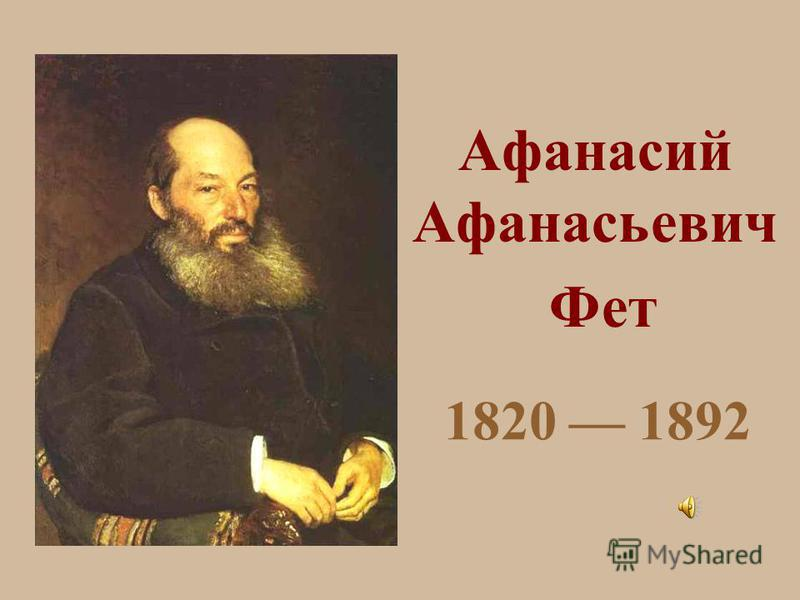 Афанасий
Афанасьевич
Фет
1820 — 1892
MyShared